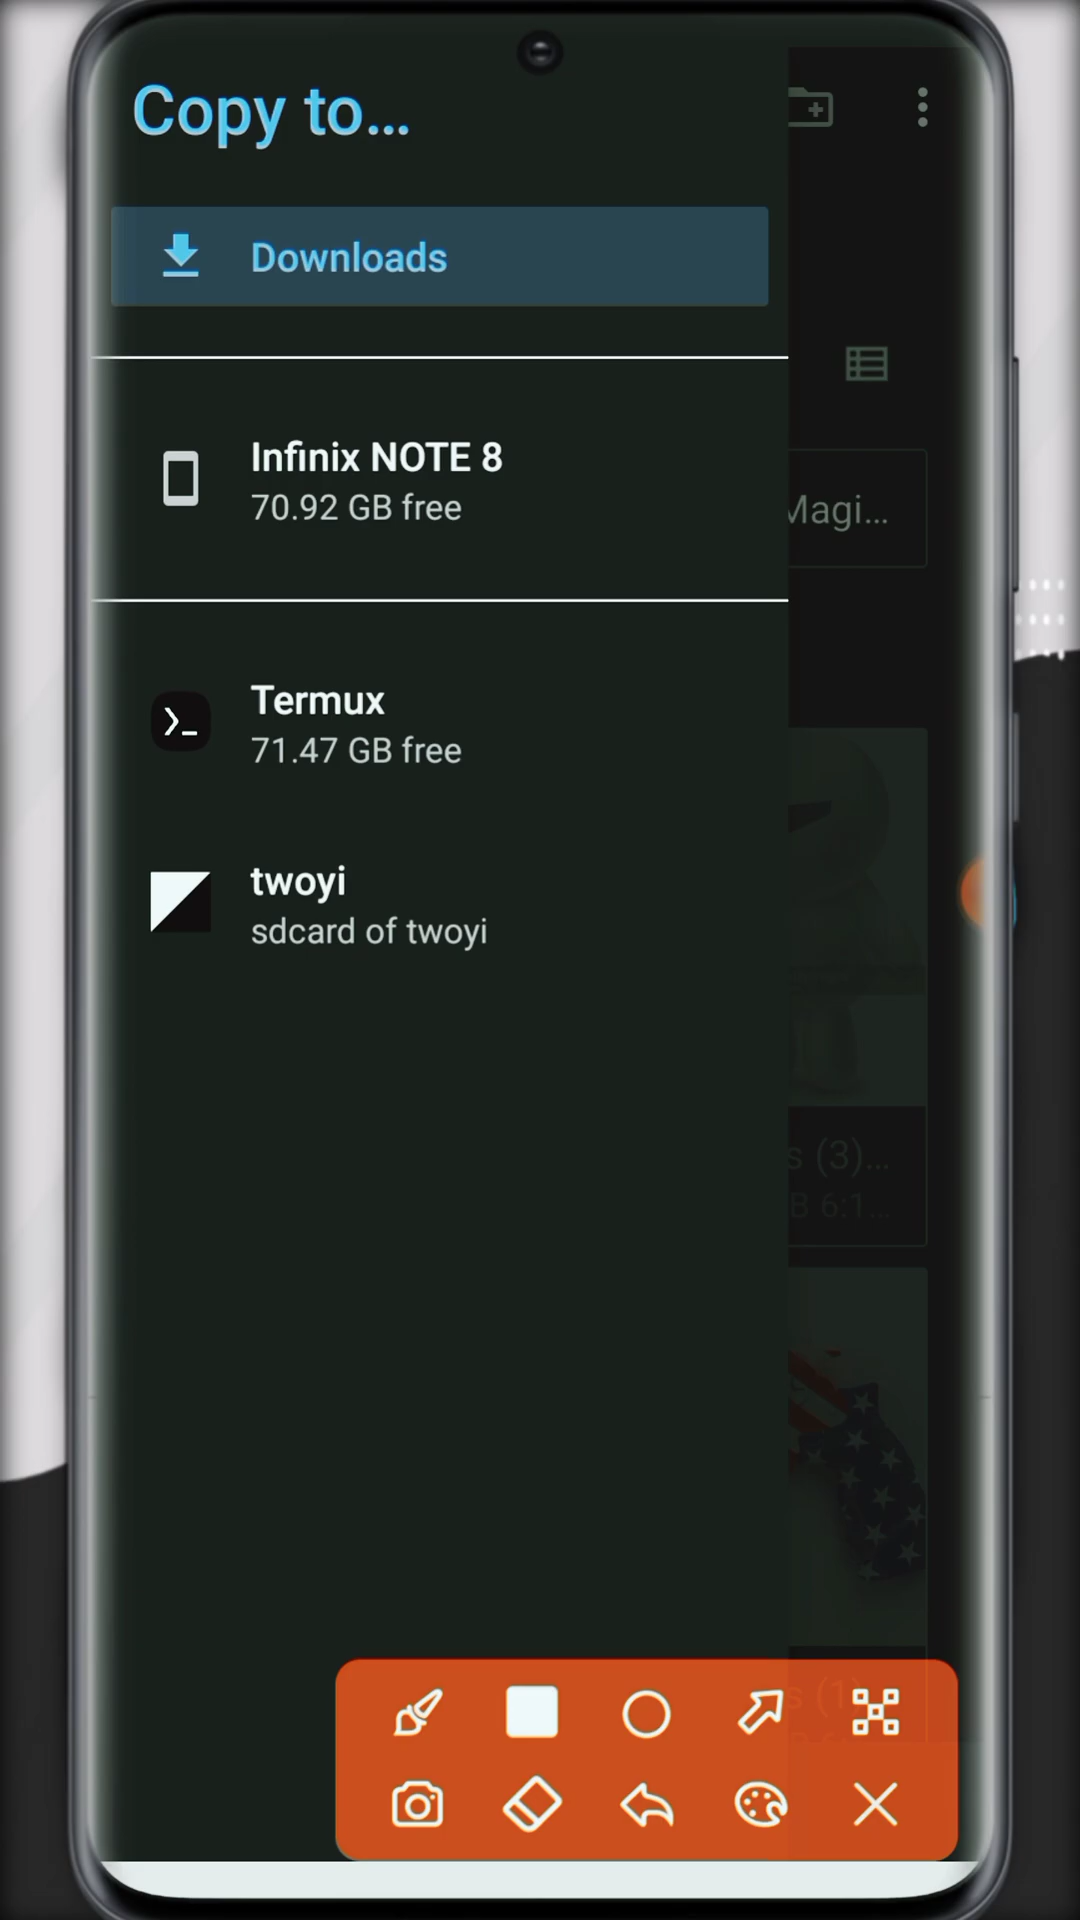 Copy to...
Downloads
Infinix NOTE 8
70.92 GB free
Magi...
Termux
71.47 GB free
twoyi
sdcard of twoyi
s (3)...
B 6:1...
s (1)